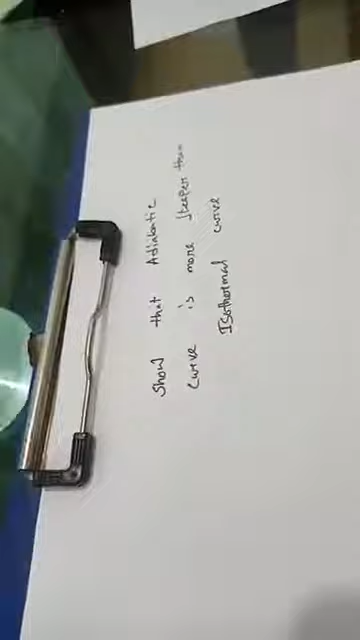 Show that Adiabatic
curve is more steeper than
Isothermal curve